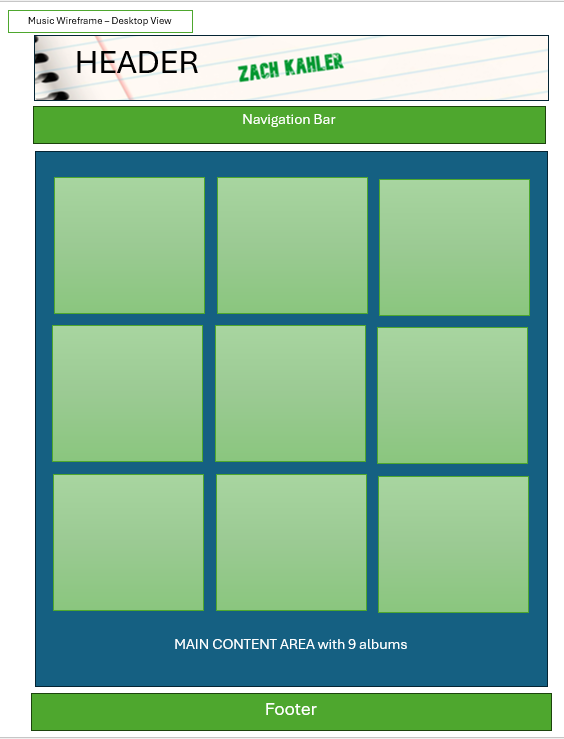 Music Wireframe – Desktop View
HEADER
ZACH KAHLER
Navigation Bar
MAIN CONTENT AREA with 9 albums
Footer